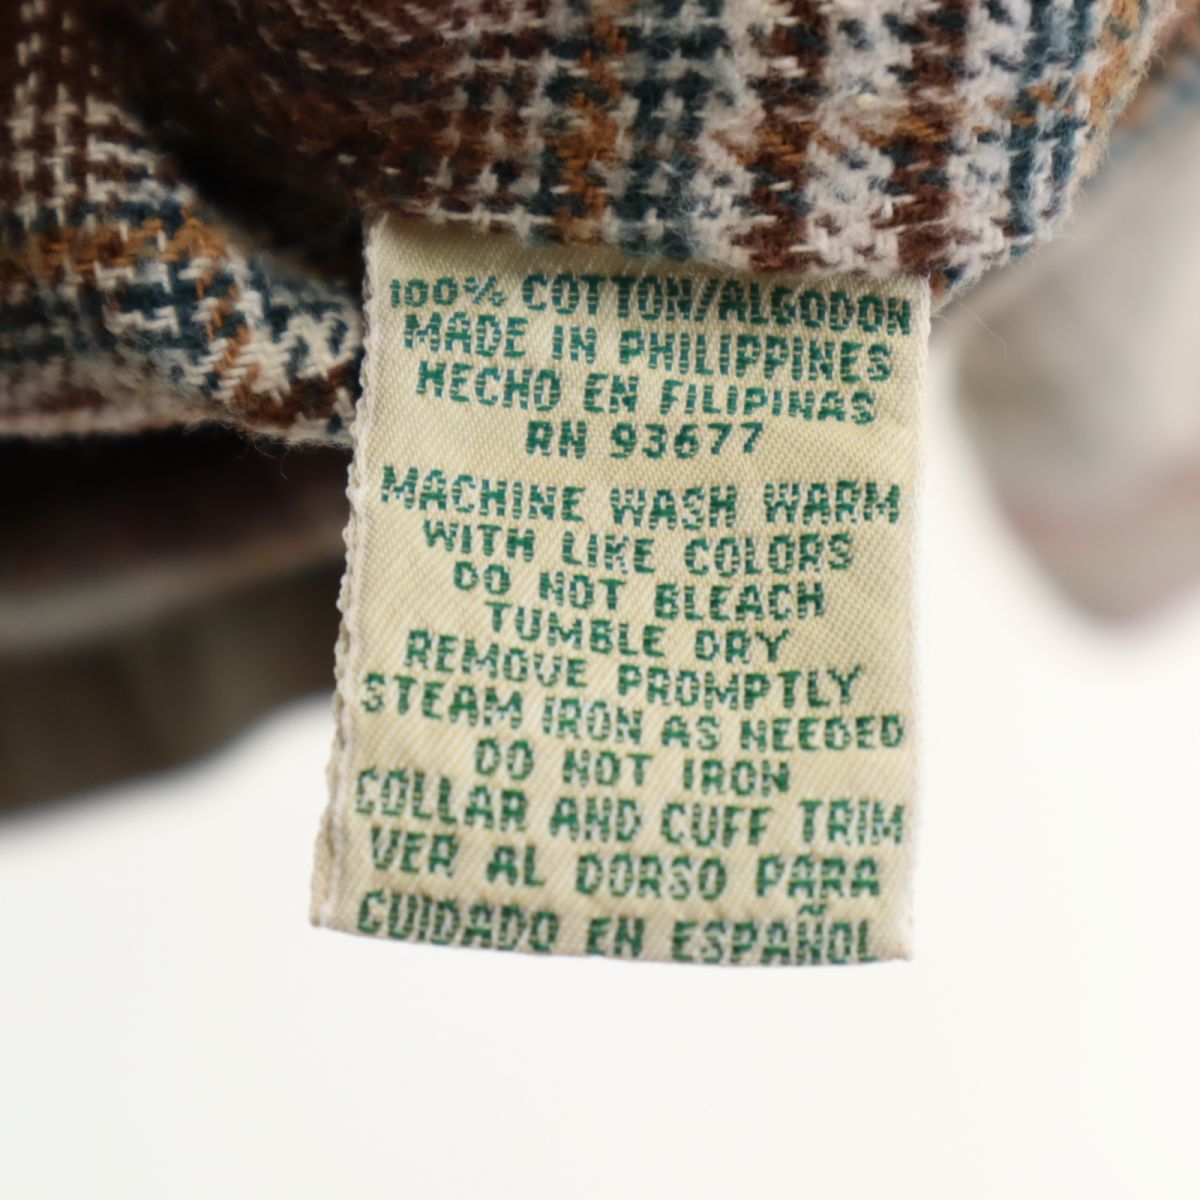 100% COTTON/ALGODON
MADE IN PHILIPPINES
HECHO EN FILIPINAS
RN 93677
MACHINE WASH WARM
WITH LIKE COLORS
DO NOT BLEACH
TUMBLE DRY
REMOVE PROMPTLY
STEAM IRON AS NEEDED
DO NOT IRON
COLLAR AND CUFF TRIM
VER AL DORSO PARA
CUIDADO EN ESPAÑOL